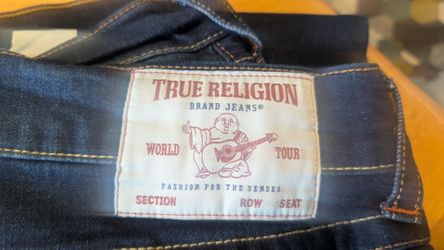 TRUE RELIGION
BRAND JEANS®
WORLD TOUR
FASHION FOR THE SENSES
SECTION ROW SEAT